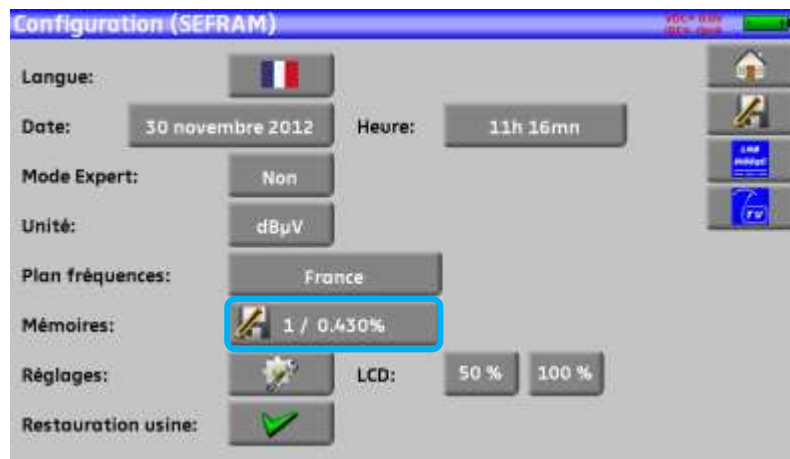 Configuration (SEFRAM)
Langue:
Date: 30 novembre 2012 Heure: 11h 16mn
Mode Expert: Non
Unité: dBµV
TV
Plan fréquences: France
Mémoires: 1 / 0.430%
Réglages: LCD: 50 % 100 %
Restauration usine: